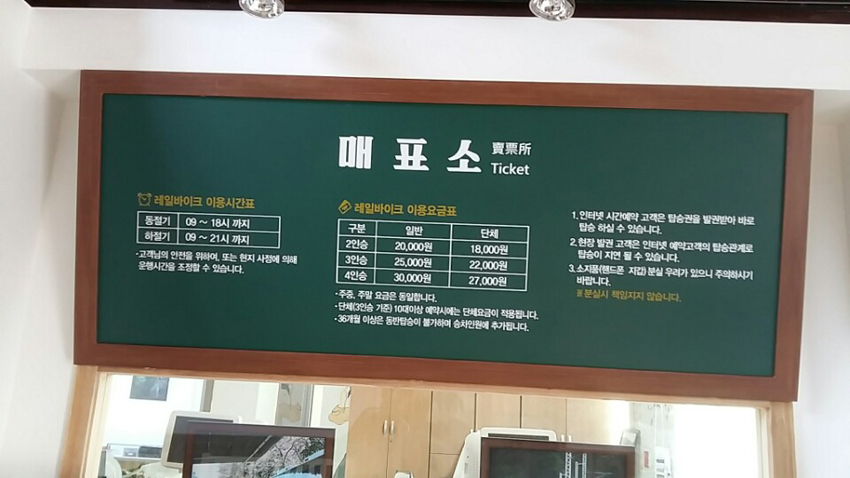 매표소 賣票所
Ticket
레일바이크 이용시간표
동절기 09 ~ 18시 까지
하절기 09 ~ 21시 까지
-고객님의 안전을 위하여, 또는 현지 사정에 의해
운행시간을 조정할 수 있습니다.
레일바이크 이용요금표
구분 일반 단체
2인승 20,000원 18,000원
3인승 25,000원 22,000원
4인승 30,000원 27,000원
- 주중, 주말 요금은 동일합니다.
- 단체(3인승 기준) 10대이상 예약시에는 단체요금이 적용됩니다.
- 36개월 이상은 동반탑승이 불가하며 승차인원에 추가됩니다.
1. 인터넷 시간예약 고객은 탑승권을 발권받아 바로
탑승 하실 수 있습니다.
2. 현장 발권 고객은 인터넷 예약고객의 탑승관계로
탑승이 지연 될 수 있습니다.
3. 소지품(핸드폰 지갑) 분실 우려가 있으니 주의하시기
바랍니다.
※ 분실시 책임지지 않습니다.